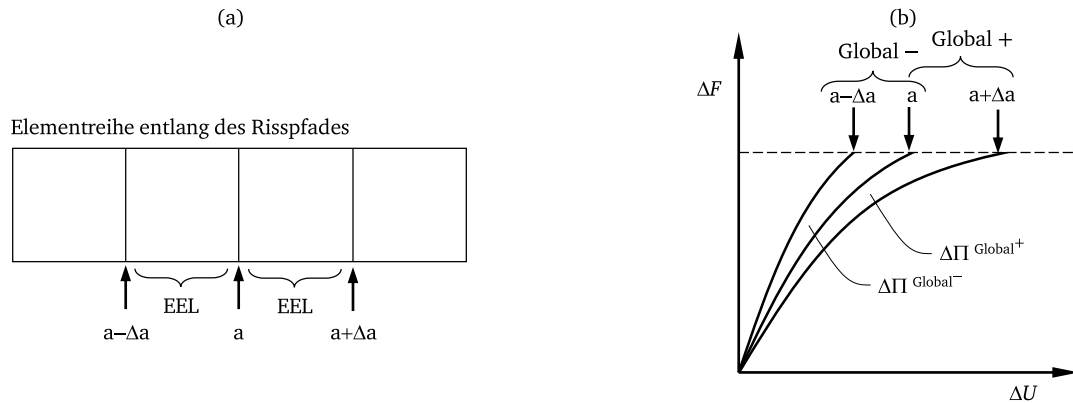 (a)
Elementreihe entlang des Risspfades
EEL EEL
a–Δa a a+Δa
(b)
Global – Global +
ΔF
a–Δa a a+Δa
ΔΠ Global+
ΔΠ Global–
ΔU